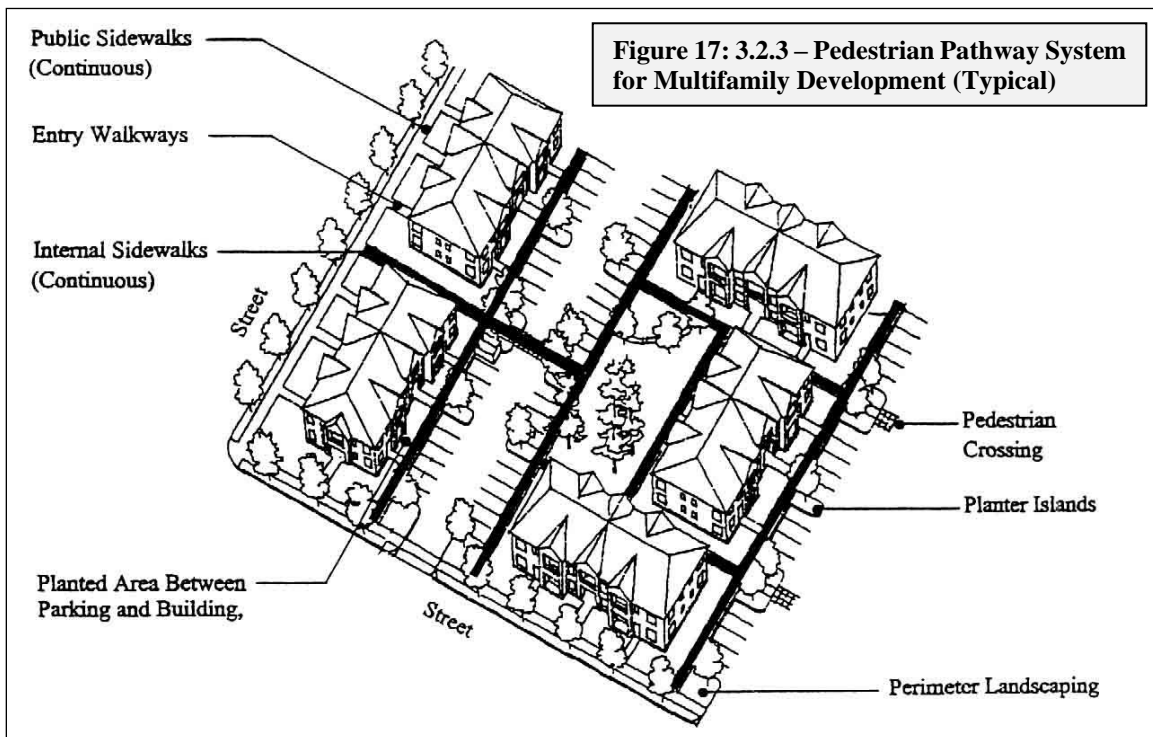 Figure 17: 3.2.3 – Pedestrian Pathway System
for Multifamily Development (Typical)
Public Sidewalks
(Continuous)
Entry Walkways
Internal Sidewalks
(Continuous)
Street
Pedestrian
Crossing
Planter Islands
Planted Area Between
Parking and Building,
Street
Perimeter Landscaping